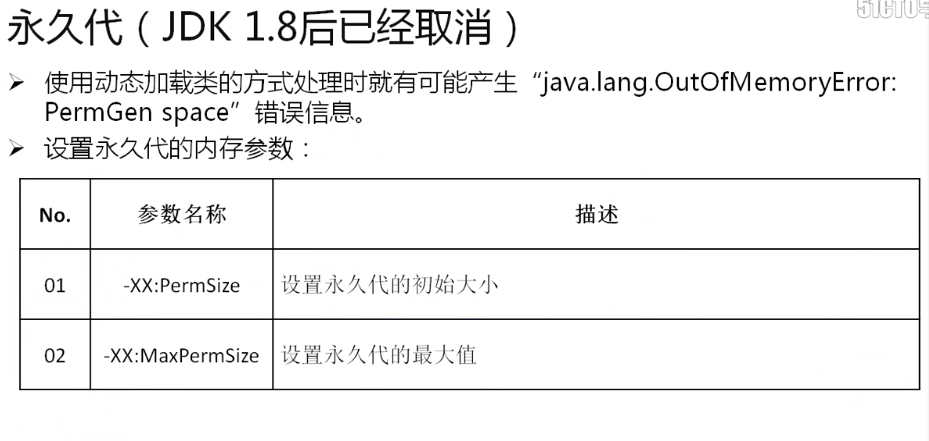 永久代（JDK 1.8后已经取消）
➢ 使用动态加载类的方式处理时就有可能产生“java.lang.OutOfMemoryError:
PermGen space”错误信息。
➢ 设置永久代的内存参数：
No. 参数名称 描述
01 -XX:PermSize 设置永久代的初始大小
02 -XX:MaxPermSize 设置永久代的最大值